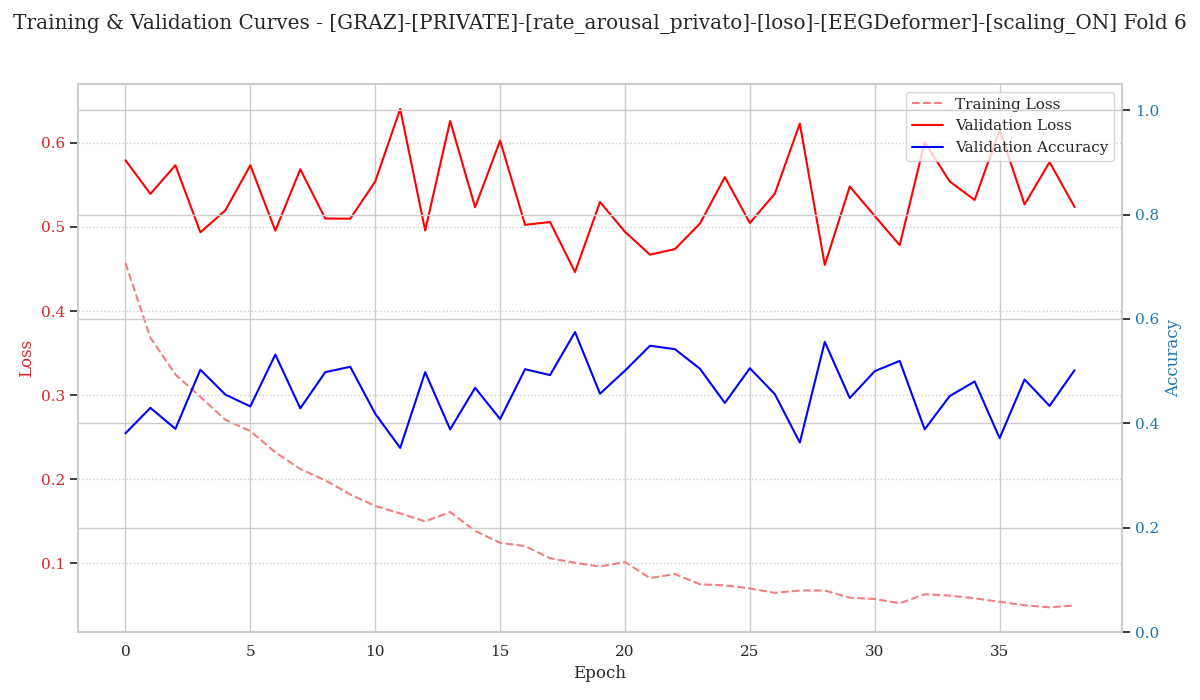 Training & Validation Curves - [GRAZ]-[PRIVATE]-[rate_arousal_privato]-[loso]-[EEGDeformer]-[scaling_ON] Fold 6
Training Loss
Validation Loss
Validation Accuracy
Loss
0.6
0.5
0.4
0.3
0.2
0.1
1.0
0.8
0.6
0.4
0.2
0.0
Accuracy
0 5 10 15 20 25 30 35
Epoch